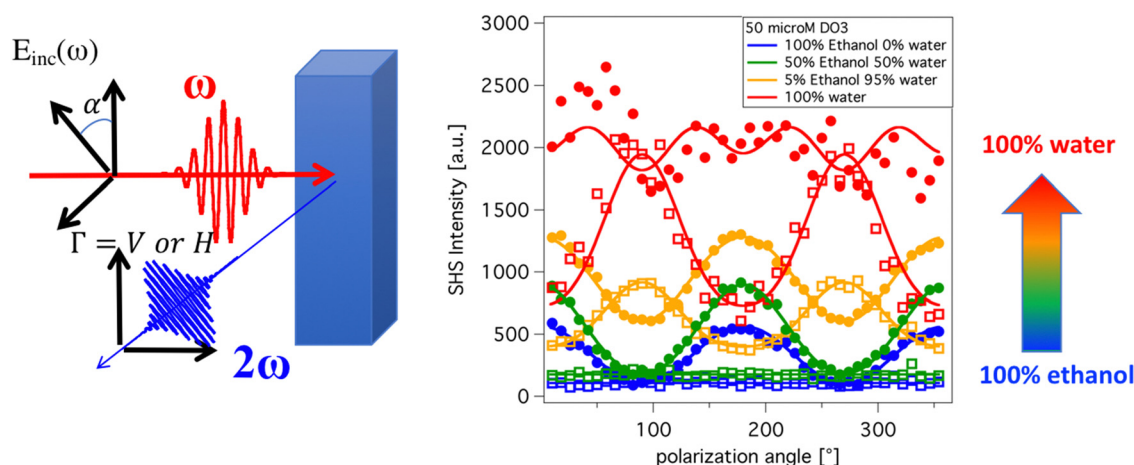 E_inc(ω)
α
ω
Γ = V or H
2ω
3000
2500
2000
1500
1000
500
0
SHS Intensity [a.u.]
50 microM DO3
100% Ethanol 0% water
50% Ethanol 50% water
5% Ethanol 95% water
100% water
100
200
300
polarization angle [°]
100% water
100% ethanol